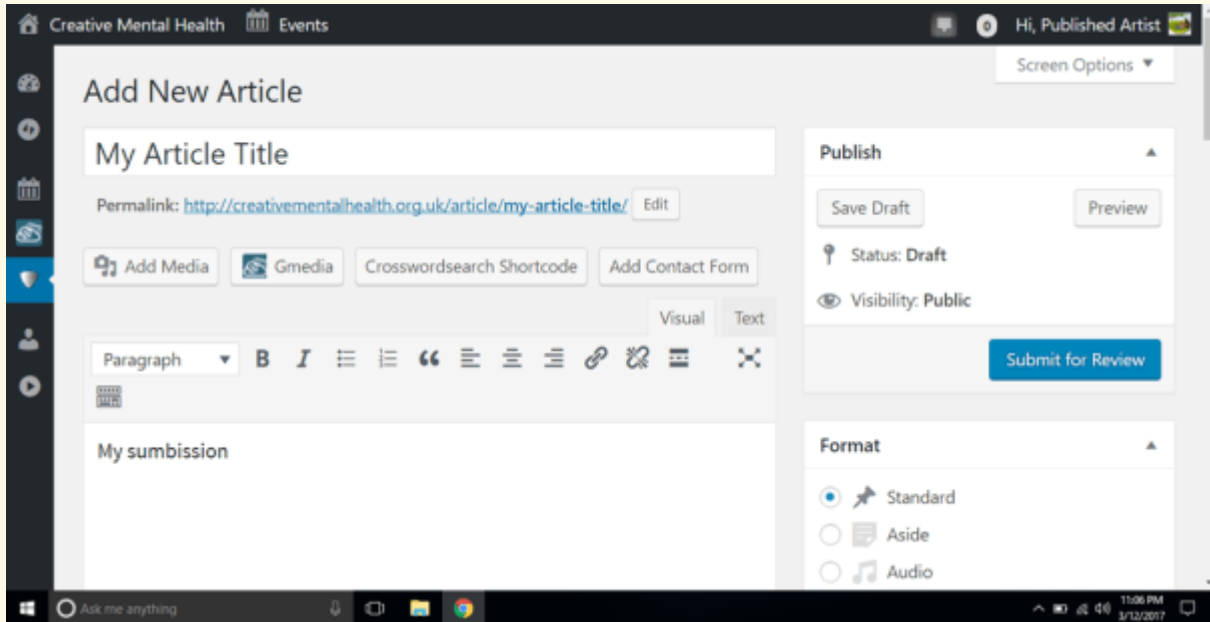 Creative Mental Health Events 0 Hi, Published Artist
Screen Options
Add New Article
My Article Title
Permalink: http://creativementalhealth.org.uk/article/my-article-title/ Edit
Add Media Gmedia Crosswordsearch Shortcode Add Contact Form
Visual Text
Paragraph B I
My sumbission
Publish
Save Draft Preview
Status: Draft
Visibility: Public
Submit for Review
Format
Standard
Aside
Audio
Ask me anything
11:06 PM
3/12/2017